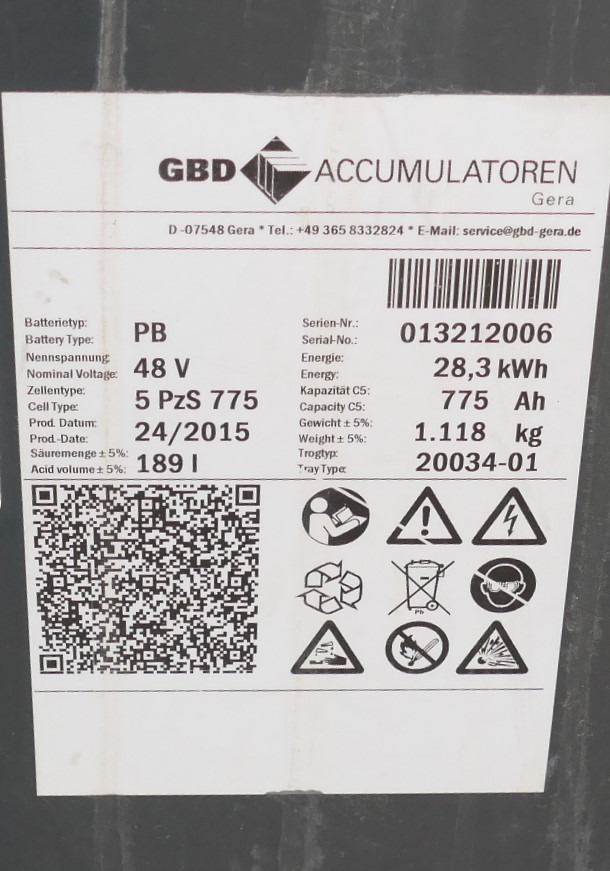 GBD ACCUMULATOREN
Gera
D-07548 Gera * Tel.: +49 365 8332824 * E-Mail: service@gbd-gera.de
Batterietyp: Serien-Nr.:
Battery Type: PB Serial-No.: 013212006
Nennspannung: Energie:
Nominal Voltage: 48 V Energy: 28,3 kWh
Zellentype: Kapazität C5:
Cell Type: 5 PzS 775 Capacity C5: 775 Ah
Prod. Datum: Gewicht ± 5%:
Prod.-Date: 24/2015 Weight ± 5%: 1.118 kg
Säuremenge ± 5%: Trogtyp:
Acid volume ± 5%: 189 l Tray Type: 20034-01
Pb